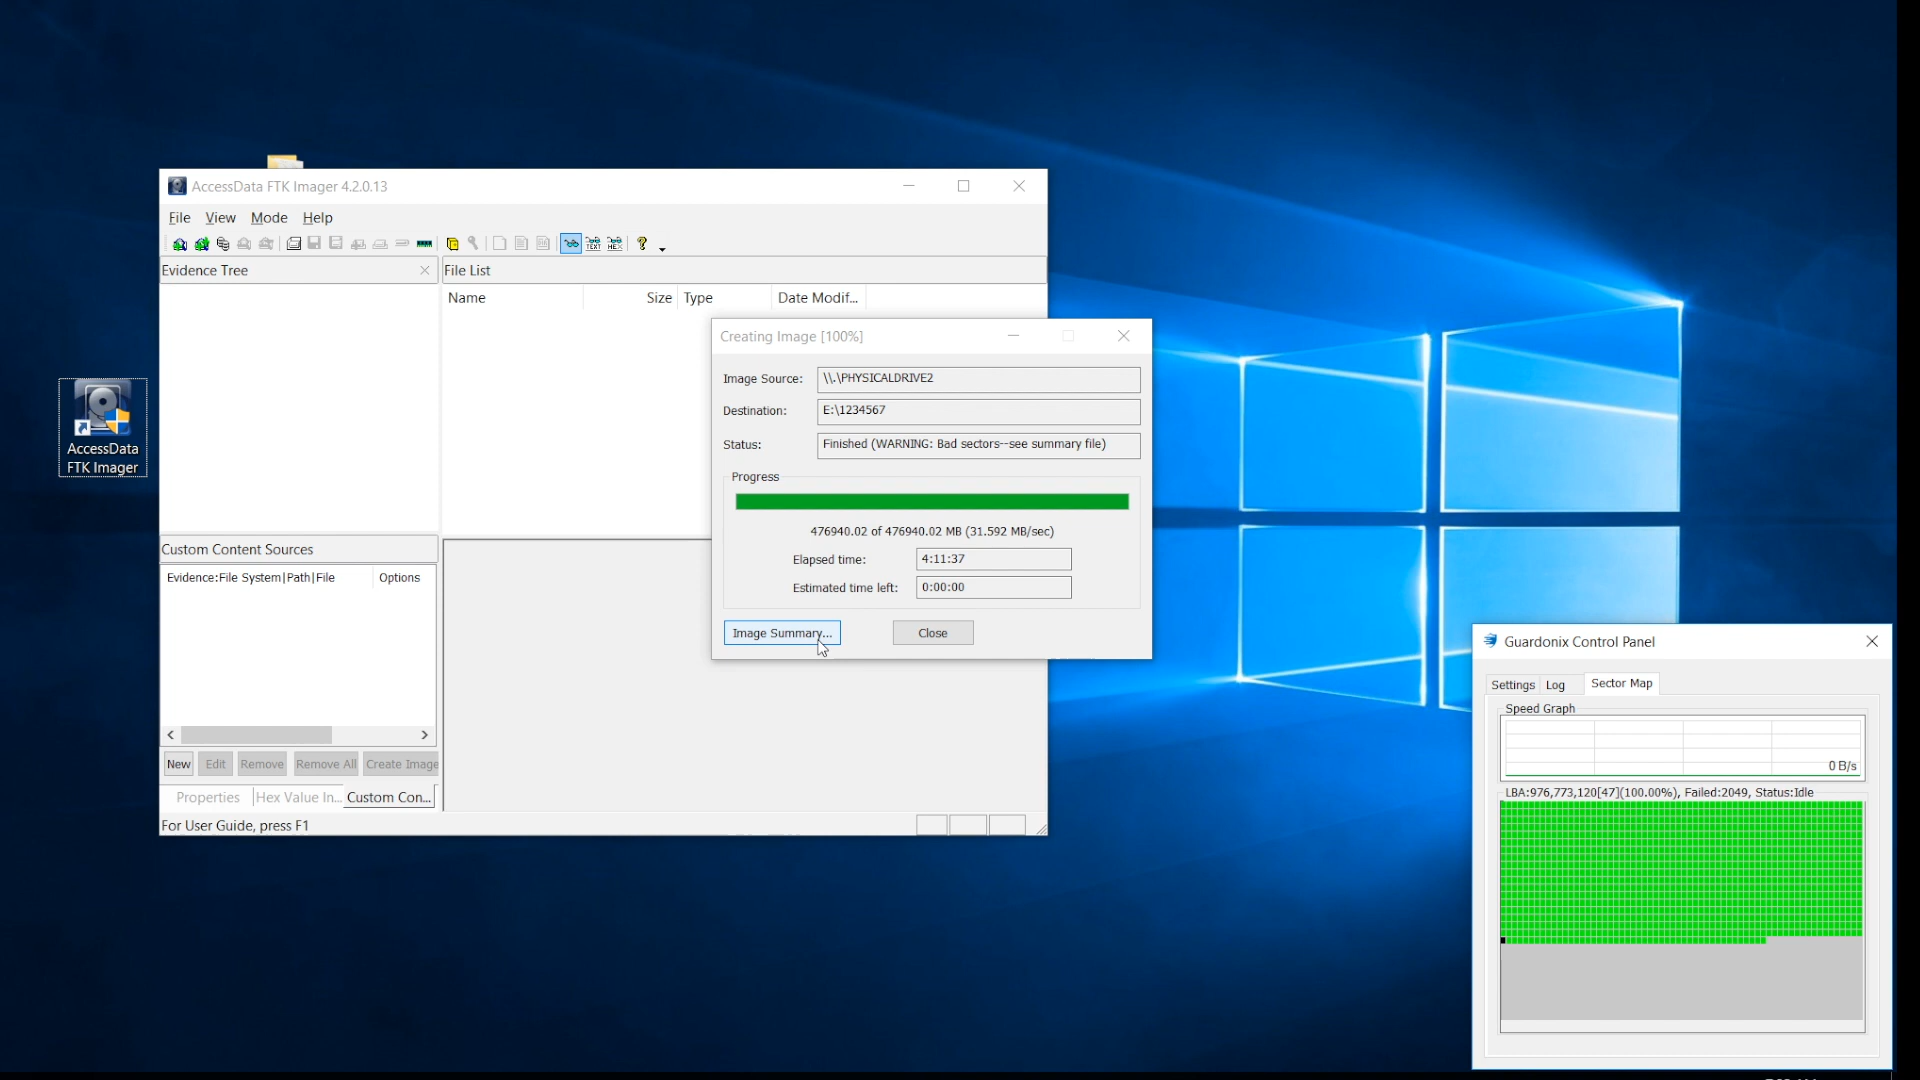 AccessData FTK Imager 4.2.0.13
File View Mode Help
Evidence Tree
File List
Name Size Type Date Modif...
Creating Image [100%]
Image Source: \\.\PHYSICALDRIVE2
Destination: E:\1234567
Status: Finished (WARNING: Bad sectors--see summary file)
Progress
476940.02 of 476940.02 MB (31.592 MB/sec)
Elapsed time: 4:11:37
Estimated time left: 0:00:00
Image Summary... Close
AccessData
FTK Imager
Custom Content Sources
Evidence:File System|Path|File Options
New Edit Remove Remove All Create Image
Properties Hex Value In... Custom Con...
For User Guide, press F1
Guardonix Control Panel
Settings Log Sector Map
Speed Graph
0 B/s
LBA:976,773,120[47](100.00%), Failed:2049, Status:Idle